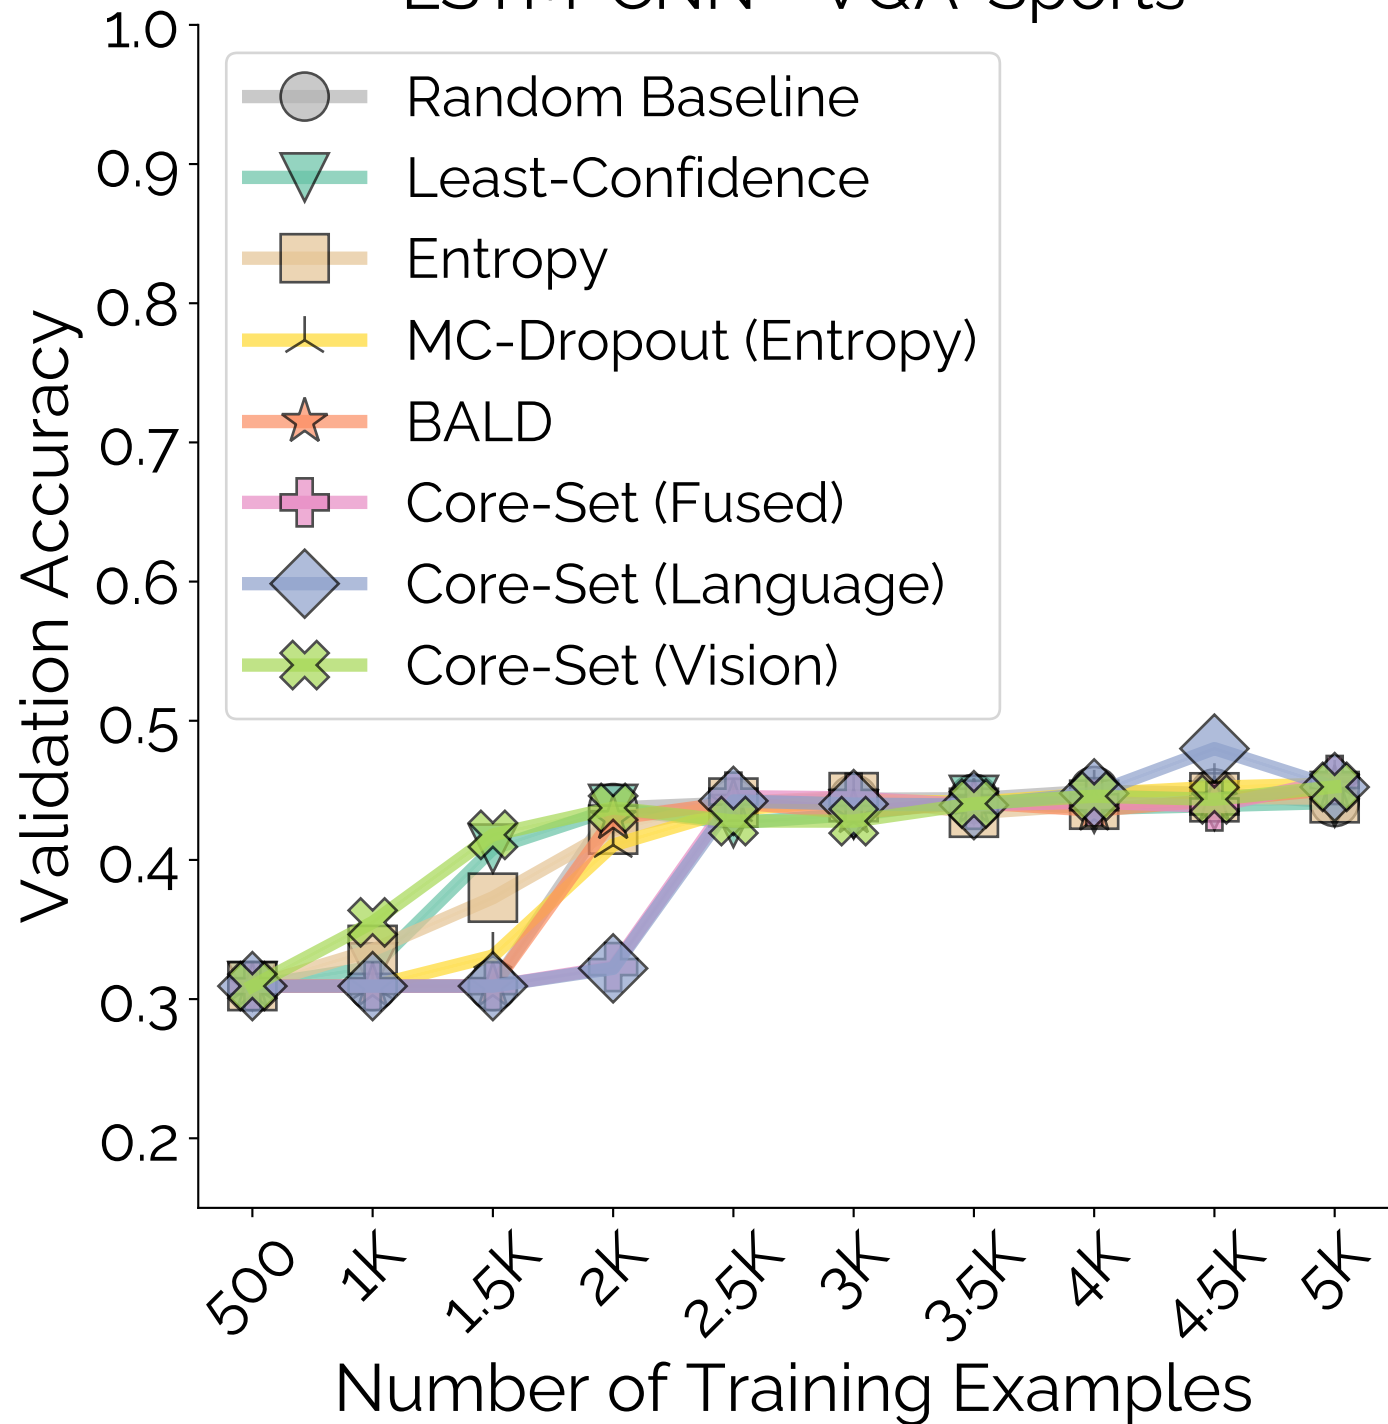 1.0
0.9
0.8
0.7
0.6
0.5
0.4
0.3
0.2
Validation Accuracy
Random Baseline
Least-Confidence
Entropy
MC-Dropout (Entropy)
BALD
Core-Set (Fused)
Core-Set (Language)
Core-Set (Vision)
500
1K
1.5K
2K
2.5K
3K
3.5K
4K
4.5K
5K
Number of Training Examples